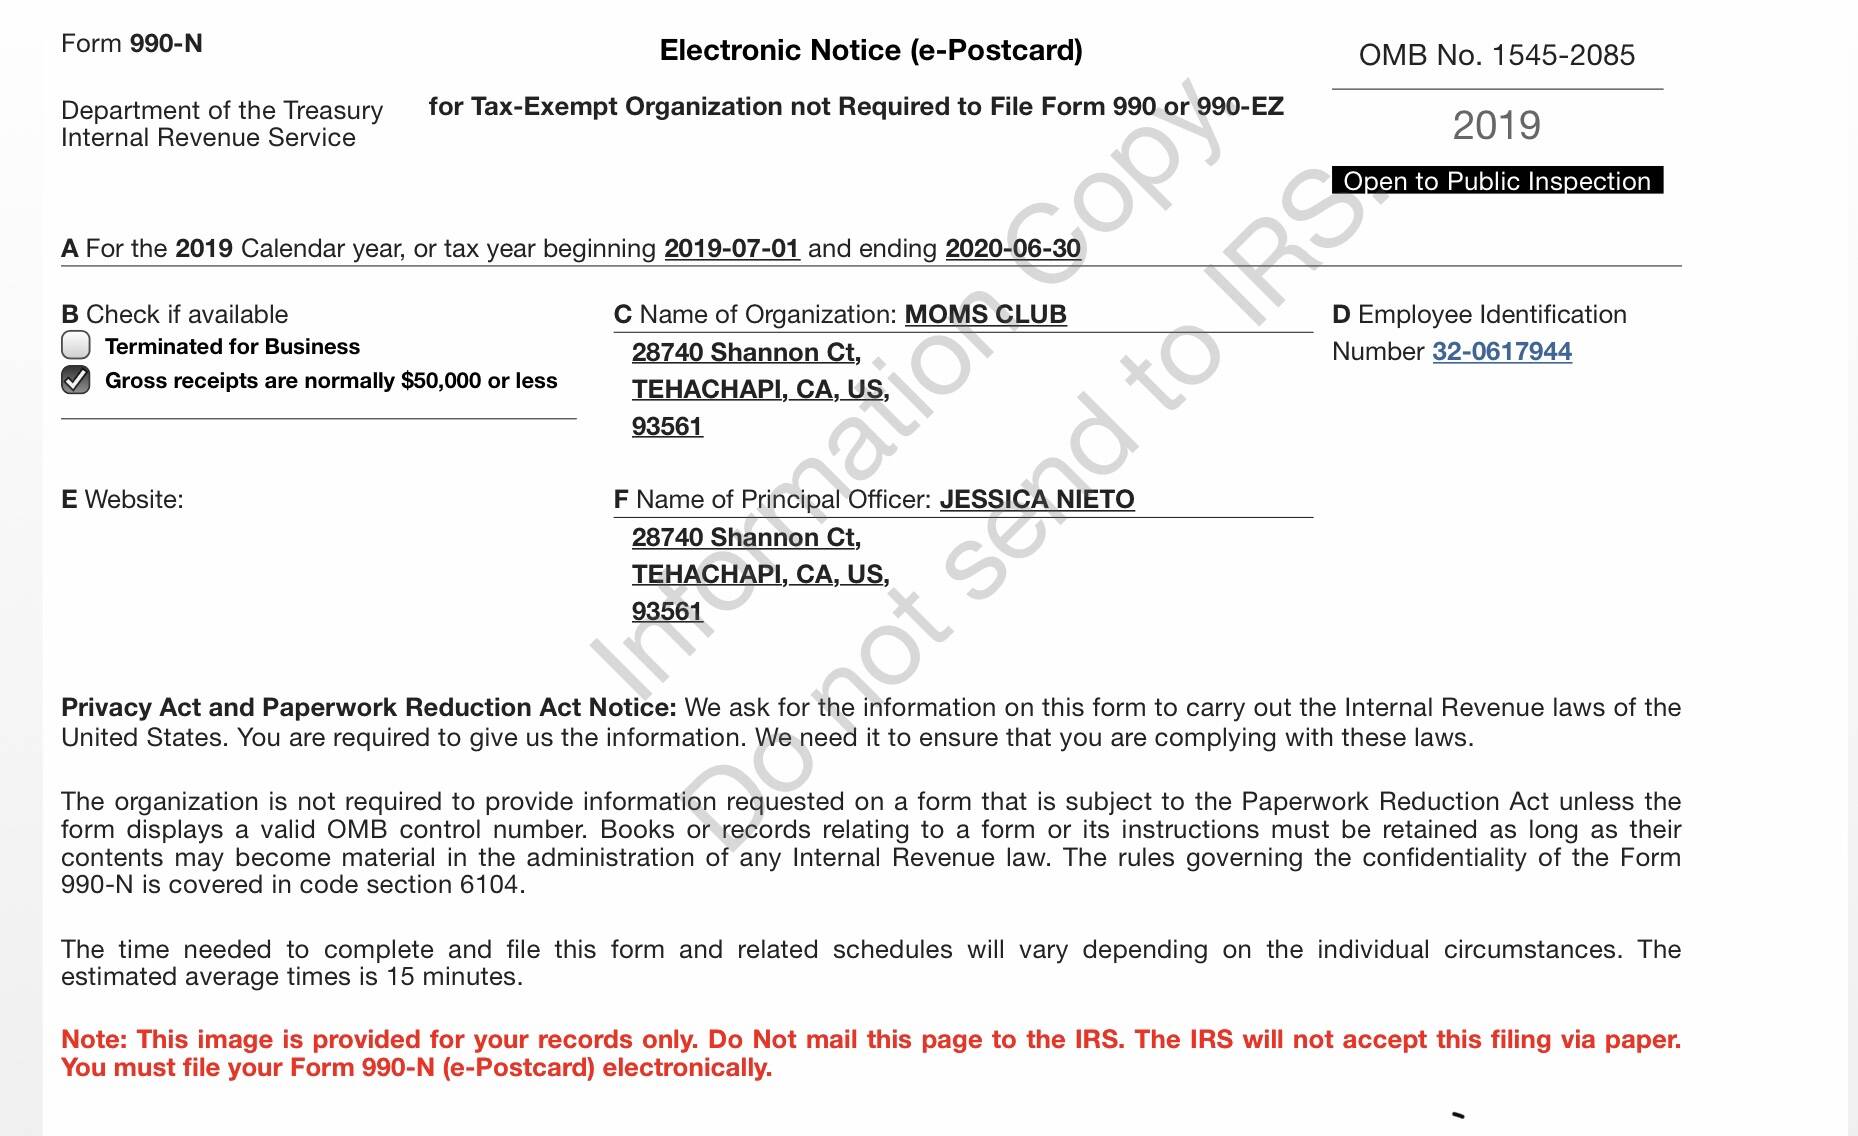 Form 990-N
Electronic Notice (e-Postcard)
OMB No. 1545-2085
Department of the Treasury
Internal Revenue Service
for Tax-Exempt Organization not Required to File Form 990 or 990-EZ
2019
Open to Public Inspection
A For the 2019 Calendar year, or tax year beginning 2019-07-01 and ending 2020-06-30
B Check if available
Terminated for Business
Gross receipts are normally $50,000 or less
C Name of Organization: MOMS CLUB
28740 Shannon Ct,
TEHACHAPI, CA, US,
93561
D Employee Identification
Number 32-0617944
E Website:
F Name of Principal Officer: JESSICA NIETO
28740 Shannon Ct,
TEHACHAPI, CA, US,
93561
Privacy Act and Paperwork Reduction Act Notice: We ask for the information on this form to carry out the Internal Revenue laws of the
United States. You are required to give us the information. We need it to ensure that you are complying with these laws.
The organization is not required to provide information requested on a form that is subject to the Paperwork Reduction Act unless the
form displays a valid OMB control number. Books or records relating to a form or its instructions must be retained as long as their
contents may become material in the administration of any Internal Revenue law. The rules governing the confidentiality of the Form
990-N is covered in code section 6104.
The time needed to complete and file this form and related schedules will vary depending on the individual circumstances. The
estimated average times is 15 minutes.
Note: This image is provided for your records only. Do Not mail this page to the IRS. The IRS will not accept this filing via paper.
You must file your Form 990-N (e-Postcard) electronically.
Information Copy
Do not send to IRS.